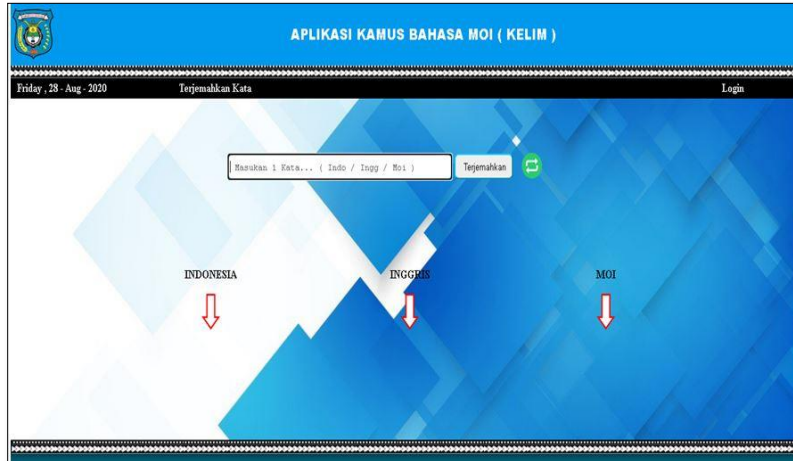 APLIKASI KAMUS BAHASA MOI ( KELIM )
Friday , 28 - Aug - 2020 Terjemahkan Kata Login
Masukan 1 Kata... ( Indo / Ingg / Moi ) Terjemahkan
INDONESIA INGGRIS MOI